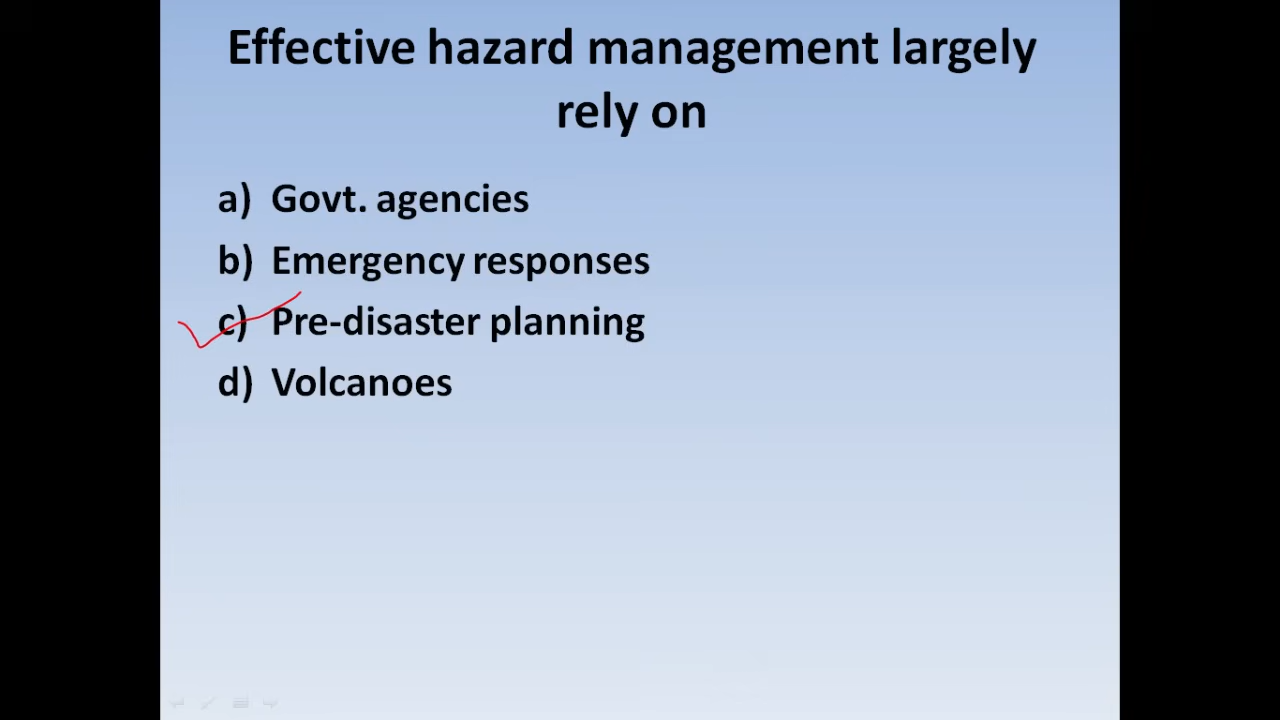 Effective hazard management largely
rely on
a) Govt. agencies
b) Emergency responses
c) Pre-disaster planning
d) Volcanoes